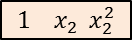 1 x₂ x₂²